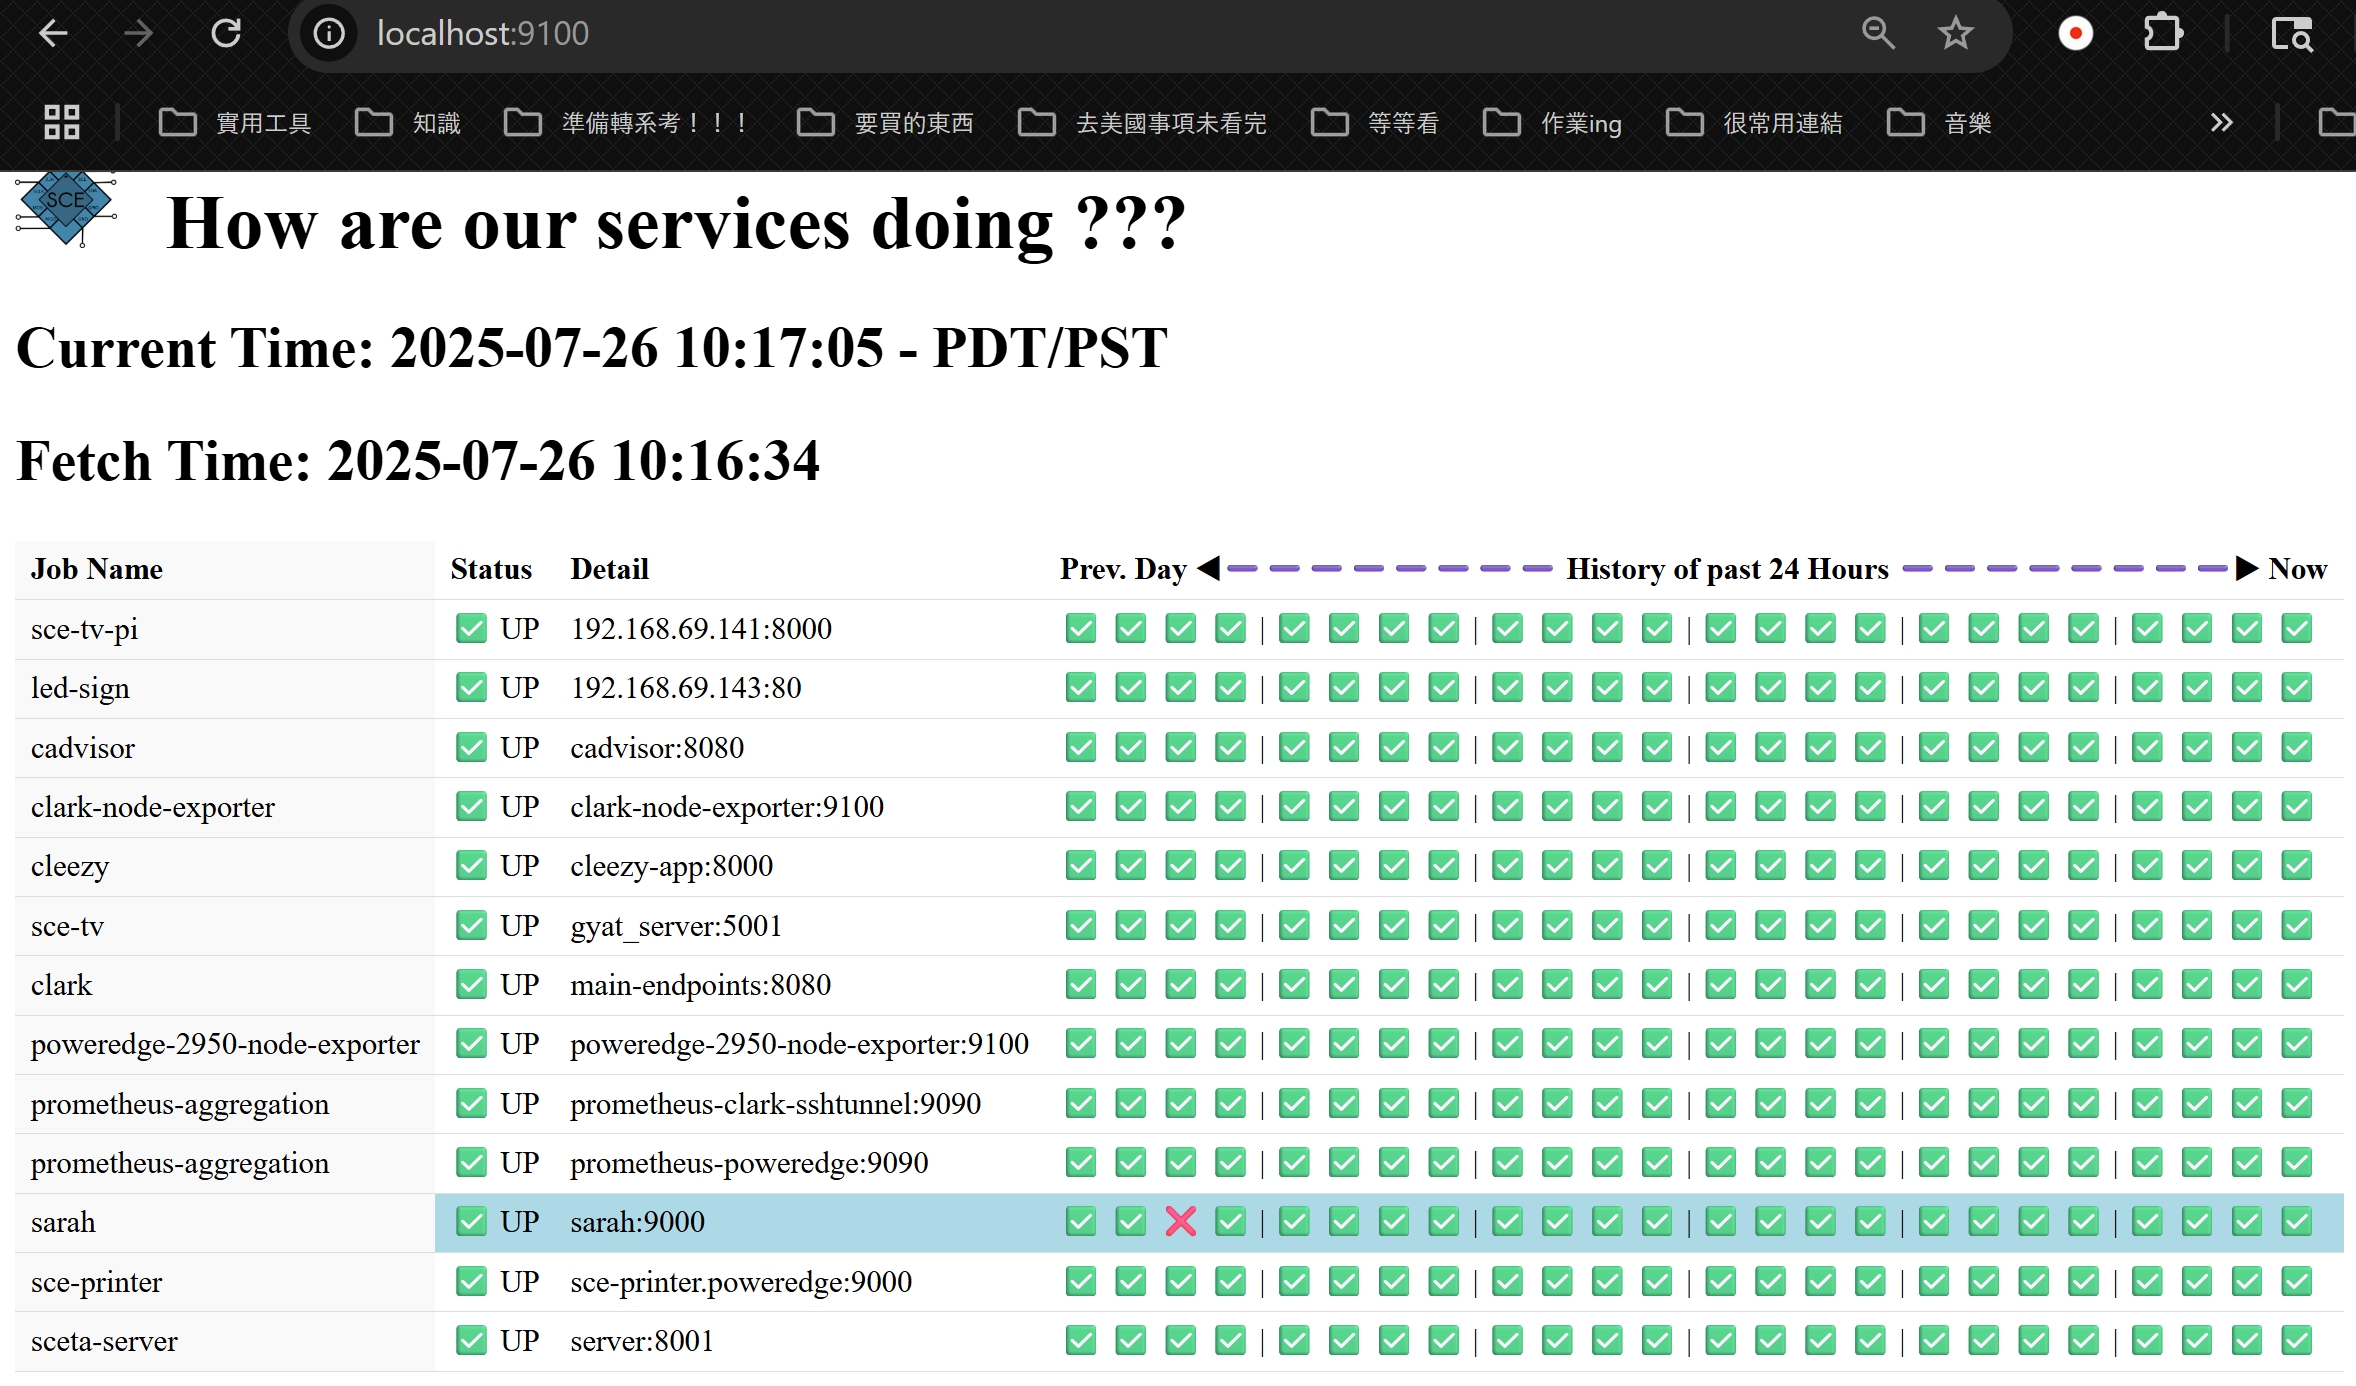 localhost:9100
實用工具 知識 準備轉系考！！！ 要買的東西 去美國事項未看完 等等看 作業ing 很常用連結 音樂
SCE
How are our services doing ???
Current Time: 2025-07-26 10:17:05 - PDT/PST
Fetch Time: 2025-07-26 10:16:34
Job Name Status Detail Prev. Day ◀ ➖➖➖➖➖➖➖➖ History of past 24 Hours ➖➖➖➖➖➖➖➖ ▶ Now
sce-tv-pi ✅ UP 192.168.69.141:8000 ✅ ✅ ✅ ✅ | ✅ ✅ ✅ ✅ | ✅ ✅ ✅ ✅ | ✅ ✅ ✅ ✅ | ✅ ✅ ✅ ✅ | ✅ ✅ ✅ ✅
led-sign ✅ UP 192.168.69.143:80 ✅ ✅ ✅ ✅ | ✅ ✅ ✅ ✅ | ✅ ✅ ✅ ✅ | ✅ ✅ ✅ ✅ | ✅ ✅ ✅ ✅ | ✅ ✅ ✅ ✅
cadvisor ✅ UP cadvisor:8080 ✅ ✅ ✅ ✅ | ✅ ✅ ✅ ✅ | ✅ ✅ ✅ ✅ | ✅ ✅ ✅ ✅ | ✅ ✅ ✅ ✅ | ✅ ✅ ✅ ✅
clark-node-exporter ✅ UP clark-node-exporter:9100 ✅ ✅ ✅ ✅ | ✅ ✅ ✅ ✅ | ✅ ✅ ✅ ✅ | ✅ ✅ ✅ ✅ | ✅ ✅ ✅ ✅ | ✅ ✅ ✅ ✅
cleezy ✅ UP cleezy-app:8000 ✅ ✅ ✅ ✅ | ✅ ✅ ✅ ✅ | ✅ ✅ ✅ ✅ | ✅ ✅ ✅ ✅ | ✅ ✅ ✅ ✅ | ✅ ✅ ✅ ✅
sce-tv ✅ UP gyat_server:5001 ✅ ✅ ✅ ✅ | ✅ ✅ ✅ ✅ | ✅ ✅ ✅ ✅ | ✅ ✅ ✅ ✅ | ✅ ✅ ✅ ✅ | ✅ ✅ ✅ ✅
clark ✅ UP main-endpoints:8080 ✅ ✅ ✅ ✅ | ✅ ✅ ✅ ✅ | ✅ ✅ ✅ ✅ | ✅ ✅ ✅ ✅ | ✅ ✅ ✅ ✅ | ✅ ✅ ✅ ✅
poweredge-2950-node-exporter ✅ UP poweredge-2950-node-exporter:9100 ✅ ✅ ✅ ✅ | ✅ ✅ ✅ ✅ | ✅ ✅ ✅ ✅ | ✅ ✅ ✅ ✅ | ✅ ✅ ✅ ✅ | ✅ ✅ ✅ ✅
prometheus-aggregation ✅ UP prometheus-clark-sshtunnel:9090 ✅ ✅ ✅ ✅ | ✅ ✅ ✅ ✅ | ✅ ✅ ✅ ✅ | ✅ ✅ ✅ ✅ | ✅ ✅ ✅ ✅ | ✅ ✅ ✅ ✅
prometheus-aggregation ✅ UP prometheus-poweredge:9090 ✅ ✅ ✅ ✅ | ✅ ✅ ✅ ✅ | ✅ ✅ ✅ ✅ | ✅ ✅ ✅ ✅ | ✅ ✅ ✅ ✅ | ✅ ✅ ✅ ✅
sarah ✅ UP sarah:9000 ✅ ✅ ❌ ✅ | ✅ ✅ ✅ ✅ | ✅ ✅ ✅ ✅ | ✅ ✅ ✅ ✅ | ✅ ✅ ✅ ✅ | ✅ ✅ ✅ ✅
sce-printer ✅ UP sce-printer.poweredge:9000 ✅ ✅ ✅ ✅ | ✅ ✅ ✅ ✅ | ✅ ✅ ✅ ✅ | ✅ ✅ ✅ ✅ | ✅ ✅ ✅ ✅ | ✅ ✅ ✅ ✅
sceta-server ✅ UP server:8001 ✅ ✅ ✅ ✅ | ✅ ✅ ✅ ✅ | ✅ ✅ ✅ ✅ | ✅ ✅ ✅ ✅ | ✅ ✅ ✅ ✅ | ✅ ✅ ✅ ✅